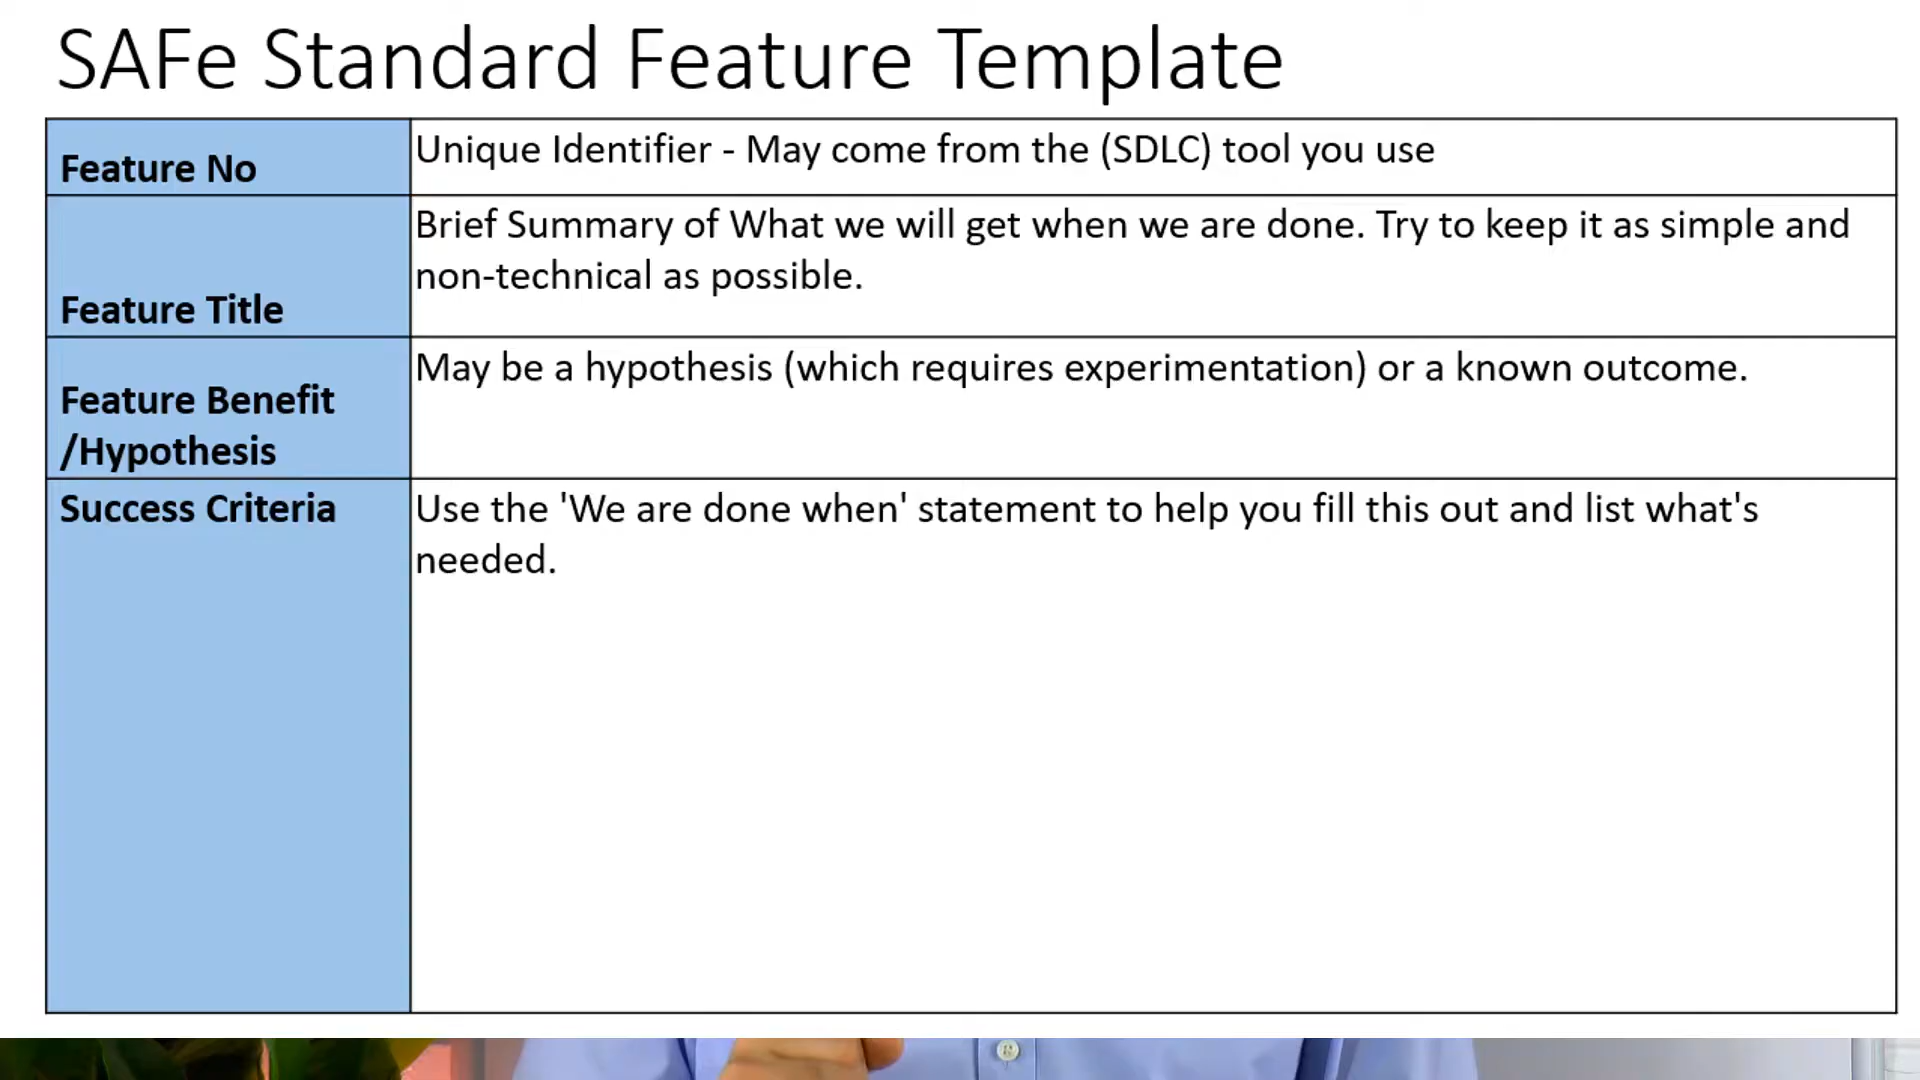 SAFe Standard Feature Template
Feature No
Unique Identifier - May come from the (SDLC) tool you use
Feature Title
Brief Summary of What we will get when we are done. Try to keep it as simple and
non-technical as possible.
Feature Benefit
/Hypothesis
May be a hypothesis (which requires experimentation) or a known outcome.
Success Criteria
Use the 'We are done when' statement to help you fill this out and list what's
needed.